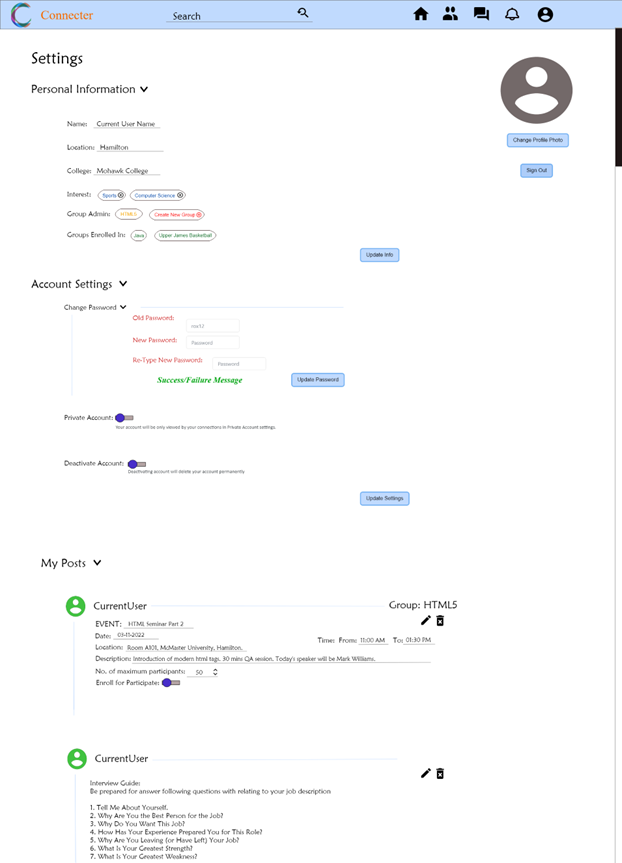 Connecter
Search
Settings
Personal Information
Name: Current User Name
Change Profile Photo
Location: Hamilton
College: Mohawk College
Sign Out
Interest: Sports Computer Science
Group Admin: HTML5 Create New Group
Groups Enrolled In: Java Upper James Basketball
Update Info
Account Settings
Change Password
Old Password:
New Password: Password
Re-Type New Password: Password
Success/Failure Message Update Password
Private Account:
Your account will be only viewed by your connections in Private Account settings.
Deactivate Account:
Deactivating account will delete your account permanently.
Update Settings
My Posts
CurrentUser Group: HTML5
EVENT: HTML Seminar Part 2
Date: 03-11-2022
Time: From: 11:00 AM To: 01:30 PM
Location: Room A101, McMaster University, Hamilton.
Description: Introduction of modern html tags. 30 mins QA session. Today's speaker will be Mark Williams.
No. of maximum participants: 50
Enroll for Participate:
CurrentUser
Interview Guide:
Be prepared for answer following questions with relating to your job description
1. Tell Me About Yourself.
2. Why Are You the Best Person for the Job?
3. Why Do You Want This Job?
4. How Has Your Experience Prepared You for This Role?
5. Why Are You Leaving (or Have Left) Your Job?
6. What Is Your Greatest Strength?
7. What Is Your Greatest Weakness?